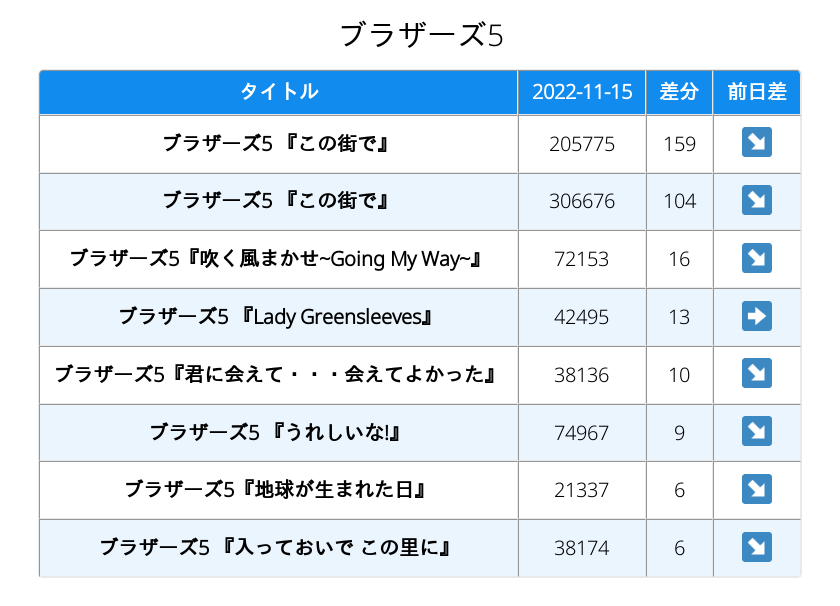 ブラザーズ5
タイトル 2022-11-15 差分 前日差
ブラザーズ5 『この街で』 205775 159 ↘
ブラザーズ5 『この街で』 306676 104 ↘
ブラザーズ5『吹く風まかせ~Going My Way~』 72153 16 ↘
ブラザーズ5 『Lady Greensleeves』 42495 13 ➡
ブラザーズ5『君に会えて・・・会えてよかった』 38136 10 ↘
ブラザーズ5 『うれしいな!』 74967 9 ↘
ブラザーズ5『地球が生まれた日』 21337 6 ↘
ブラザーズ5 『入っておいで この里に』 38174 6 ↘